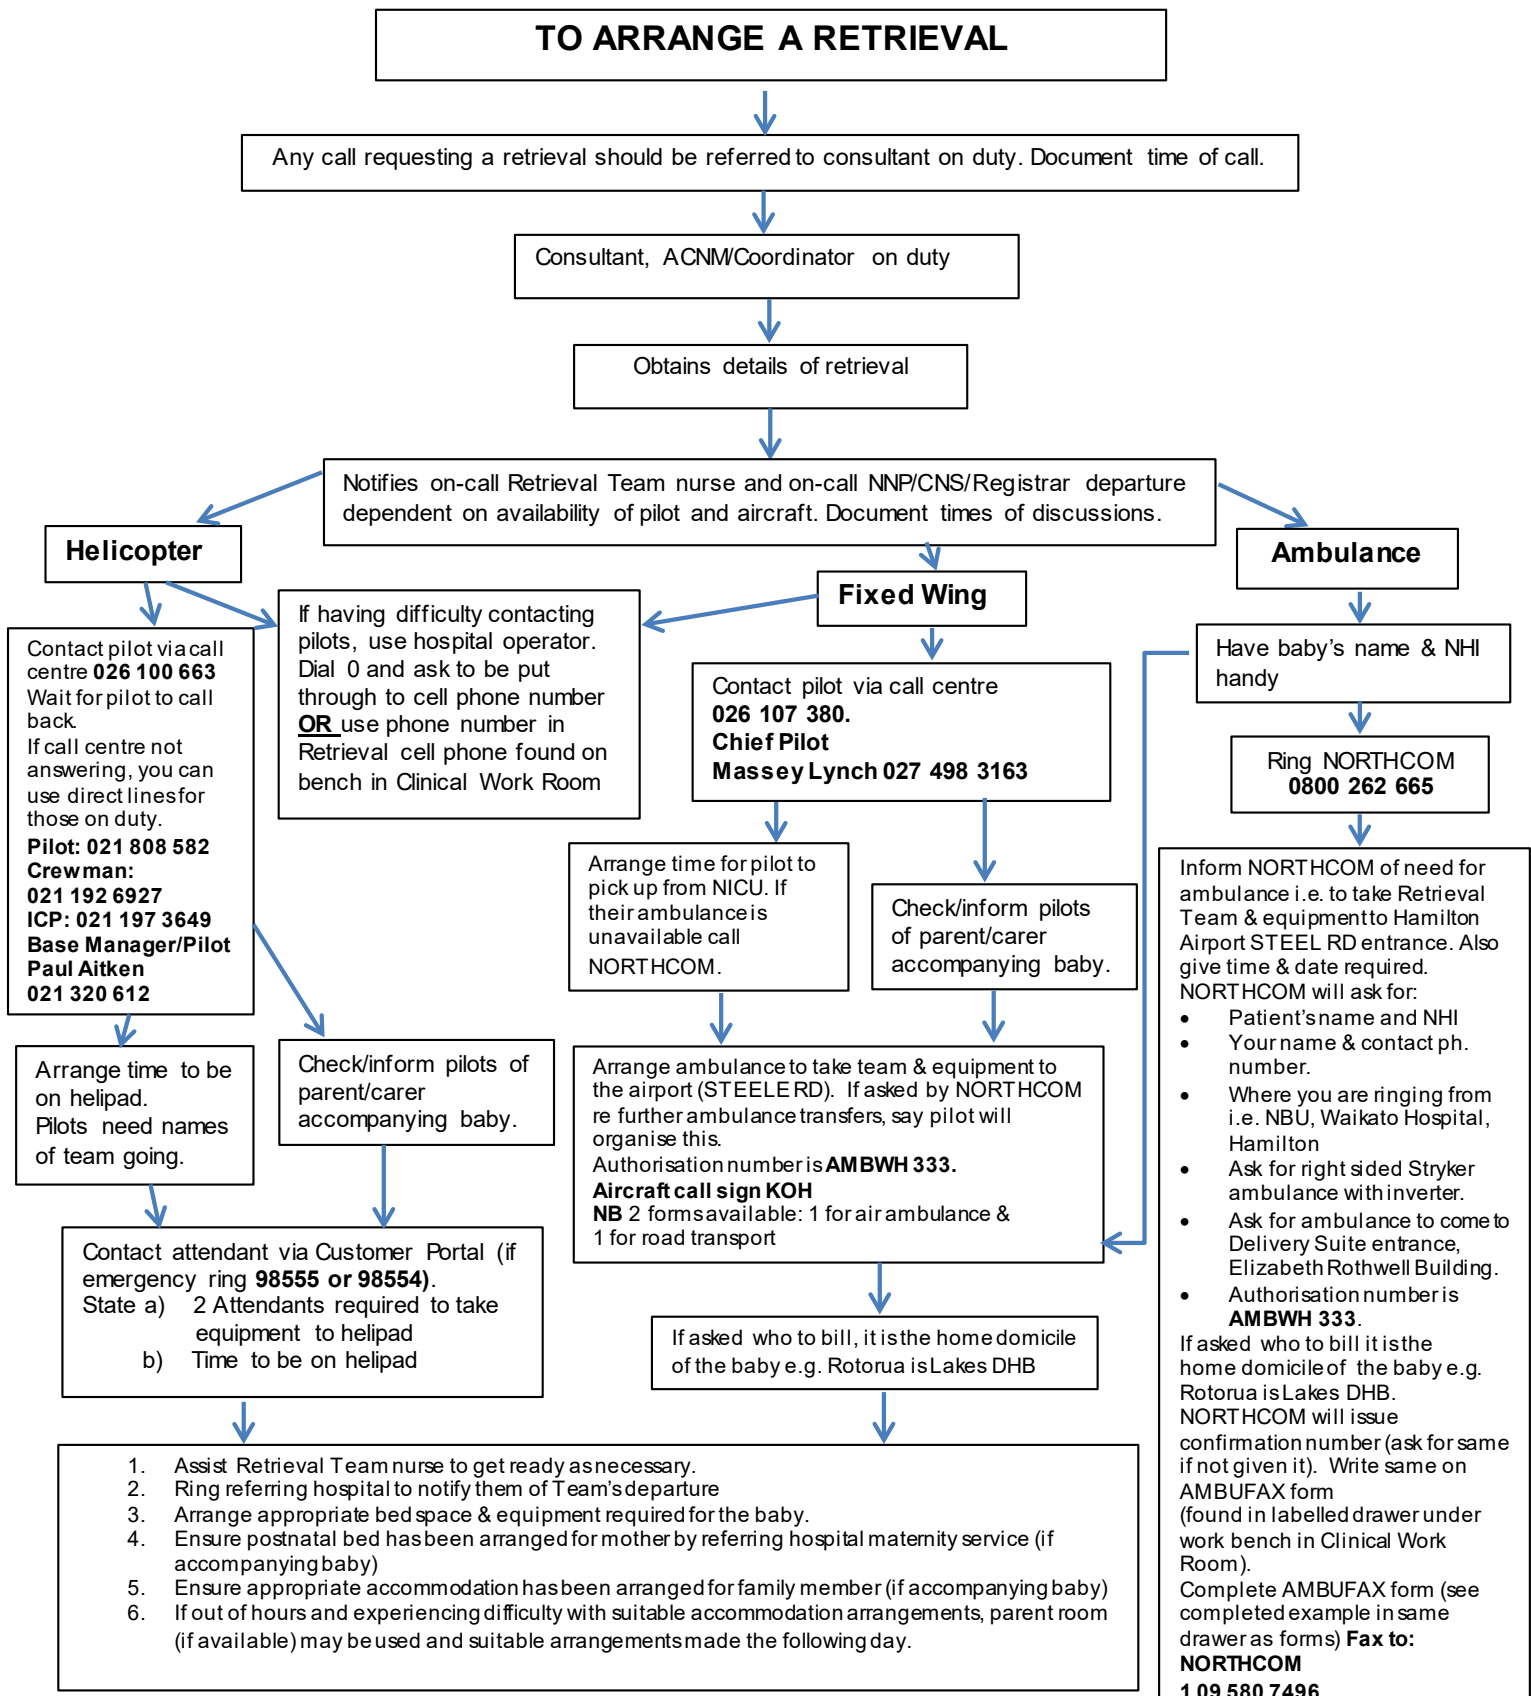 TO ARRANGE A RETRIEVAL
Any call requesting a retrieval should be referred to consultant on duty. Document time of call.
Consultant, ACNM/Coordinator on duty
Obtains details of retrieval
Notifies on-call Retrieval Team nurse and on-call NNP/CNS/Registrar departure
dependent on availability of pilot and aircraft. Document times of discussions.
Helicopter
Contact pilot via call
centre 026 100 663
Wait for pilot to call
back.
If call centre not
answering, you can
use direct lines for
those on duty.
Pilot: 021 808 582
Crewman:
021 192 6927
ICP: 021 197 3649
Base Manager/Pilot
Paul Aitken
021 320 612
If having difficulty contacting
pilots, use hospital operator.
Dial 0 and ask to be put
through to cell phone number
OR use phone number in
Retrieval cell phone found on
bench in Clinical Work Room
Arrange time to be
on helipad.
Pilots need names
of team going.
Check/inform pilots of
parent/carer
accompanying baby.
Contact attendant via Customer Portal (if
emergency ring 98555 or 98554).
State a) 2 Attendants required to take
equipment to helipad
b) Time to be on helipad
Fixed Wing
Contact pilot via call centre
026 107 380.
Chief Pilot
Massey Lynch 027 498 3163
Arrange time for pilot to
pick up from NICU. If
their ambulance is
unavailable call
NORTHCOM.
Check/inform pilots
of parent/carer
accompanying baby.
Arrange ambulance to take team & equipment to
the airport (STEELE RD). If asked by NORTHCOM
re further ambulance transfers, say pilot will
organise this.
Authorisation number is AMBWH 333.
Aircraft call sign KOH
NB 2 forms available: 1 for air ambulance &
1 for road transport
If asked who to bill, it is the home domicile
of the baby e.g. Rotorua is Lakes DHB
Ambulance
Have baby's name & NHI
handy
Ring NORTHCOM
0800 262 665
Inform NORTHCOM of need for
ambulance i.e. to take Retrieval
Team & equipment to Hamilton
Airport STEEL RD entrance. Also
give time & date required.
NORTHCOM will ask for:
• Patient's name and NHI
• Your name & contact ph.
number.
• Where you are ringing from
i.e. NBU, Waikato Hospital,
Hamilton
• Ask for right sided Stryker
ambulance with inverter.
• Ask for ambulance to come to
Delivery Suite entrance,
Elizabeth Rothwell Building.
• Authorisation number is
AMBWH 333.
If asked who to bill it is the
home domicile of the baby e.g.
Rotorua is Lakes DHB.
NORTHCOM will issue
confirmation number (ask for same
if not given it). Write same on
AMBUFAX form
(found in labelled drawer under
work bench in Clinical Work
Room).
Complete AMBUFAX form (see
completed example in same
drawer as forms) Fax to:
NORTHCOM
1 09 580 7496
1. Assist Retrieval Team nurse to get ready as necessary.
2. Ring referring hospital to notify them of Team's departure
3. Arrange appropriate bed space & equipment required for the baby.
4. Ensure postnatal bed has been arranged for mother by referring hospital maternity service (if
accompanying baby)
5. Ensure appropriate accommodation has been arranged for family member (if accompanying baby)
6. If out of hours and experiencing difficulty with suitable accommodation arrangements, parent room
(if available) may be used and suitable arrangements made the following day.